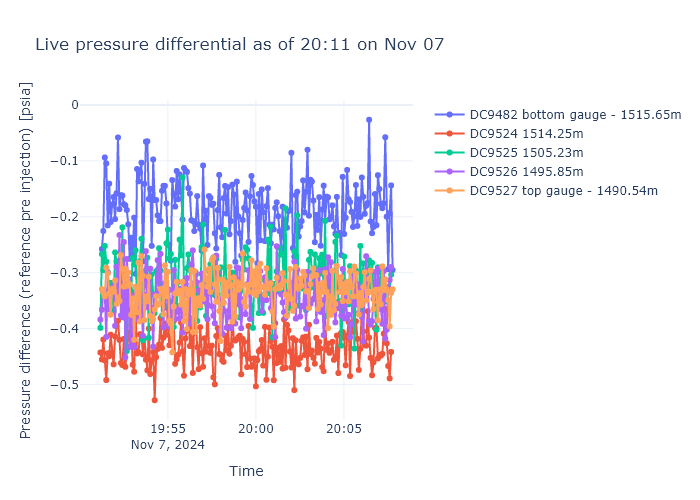 Live pressure differential as of 20:11 on Nov 07
Pressure difference (reference pre injection) [psia]
0
−0.1
−0.2
−0.3
−0.4
−0.5
19:55
Nov 7, 2024
20:00
20:05
Time
DC9482 bottom gauge - 1515.65m
DC9524 1514.25m
DC9525 1505.23m
DC9526 1495.85m
DC9527 top gauge - 1490.54m